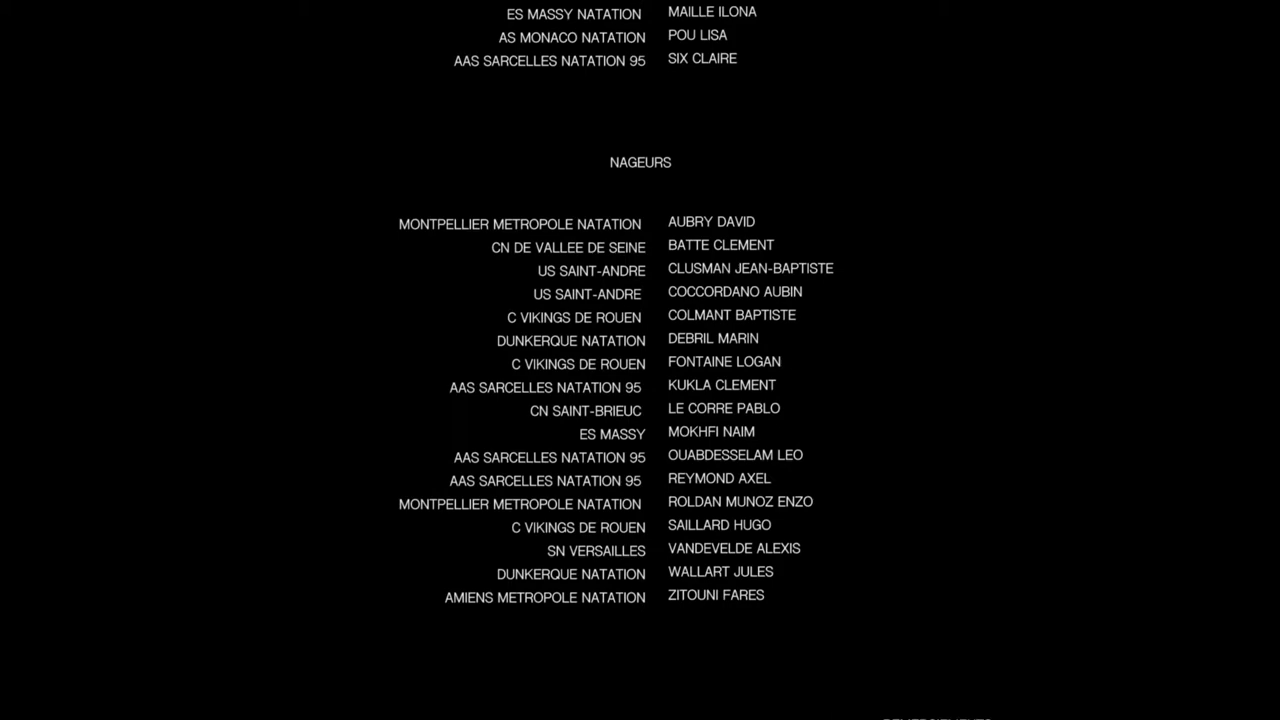 ES MASSY NATATION MAILLE ILONA
AS MONACO NATATION POU LISA
AAS SARCELLES NATATION 95 SIX CLAIRE
NAGEURS
MONTPELLIER METROPOLE NATATION AUBRY DAVID
CN DE VALLEE DE SEINE BATTE CLEMENT
US SAINT-ANDRE CLUSMAN JEAN-BAPTISTE
US SAINT-ANDRE COCCORDANO AUBIN
C VIKINGS DE ROUEN COLMANT BAPTISTE
DUNKERQUE NATATION DEBRIL MARIN
C VIKINGS DE ROUEN FONTAINE LOGAN
AAS SARCELLES NATATION 95 KUKLA CLEMENT
CN SAINT-BRIEUC LE CORRE PABLO
ES MASSY MOKHFI NAIM
AAS SARCELLES NATATION 95 OUABDESSELAM LEO
AAS SARCELLES NATATION 95 REYMOND AXEL
MONTPELLIER METROPOLE NATATION ROLDAN MUNOZ ENZO
C VIKINGS DE ROUEN SAILLARD HUGO
SN VERSAILLES VANDEVELDE ALEXIS
DUNKERQUE NATATION WALLART JULES
AMIENS METROPOLE NATATION ZITOUNI FARES